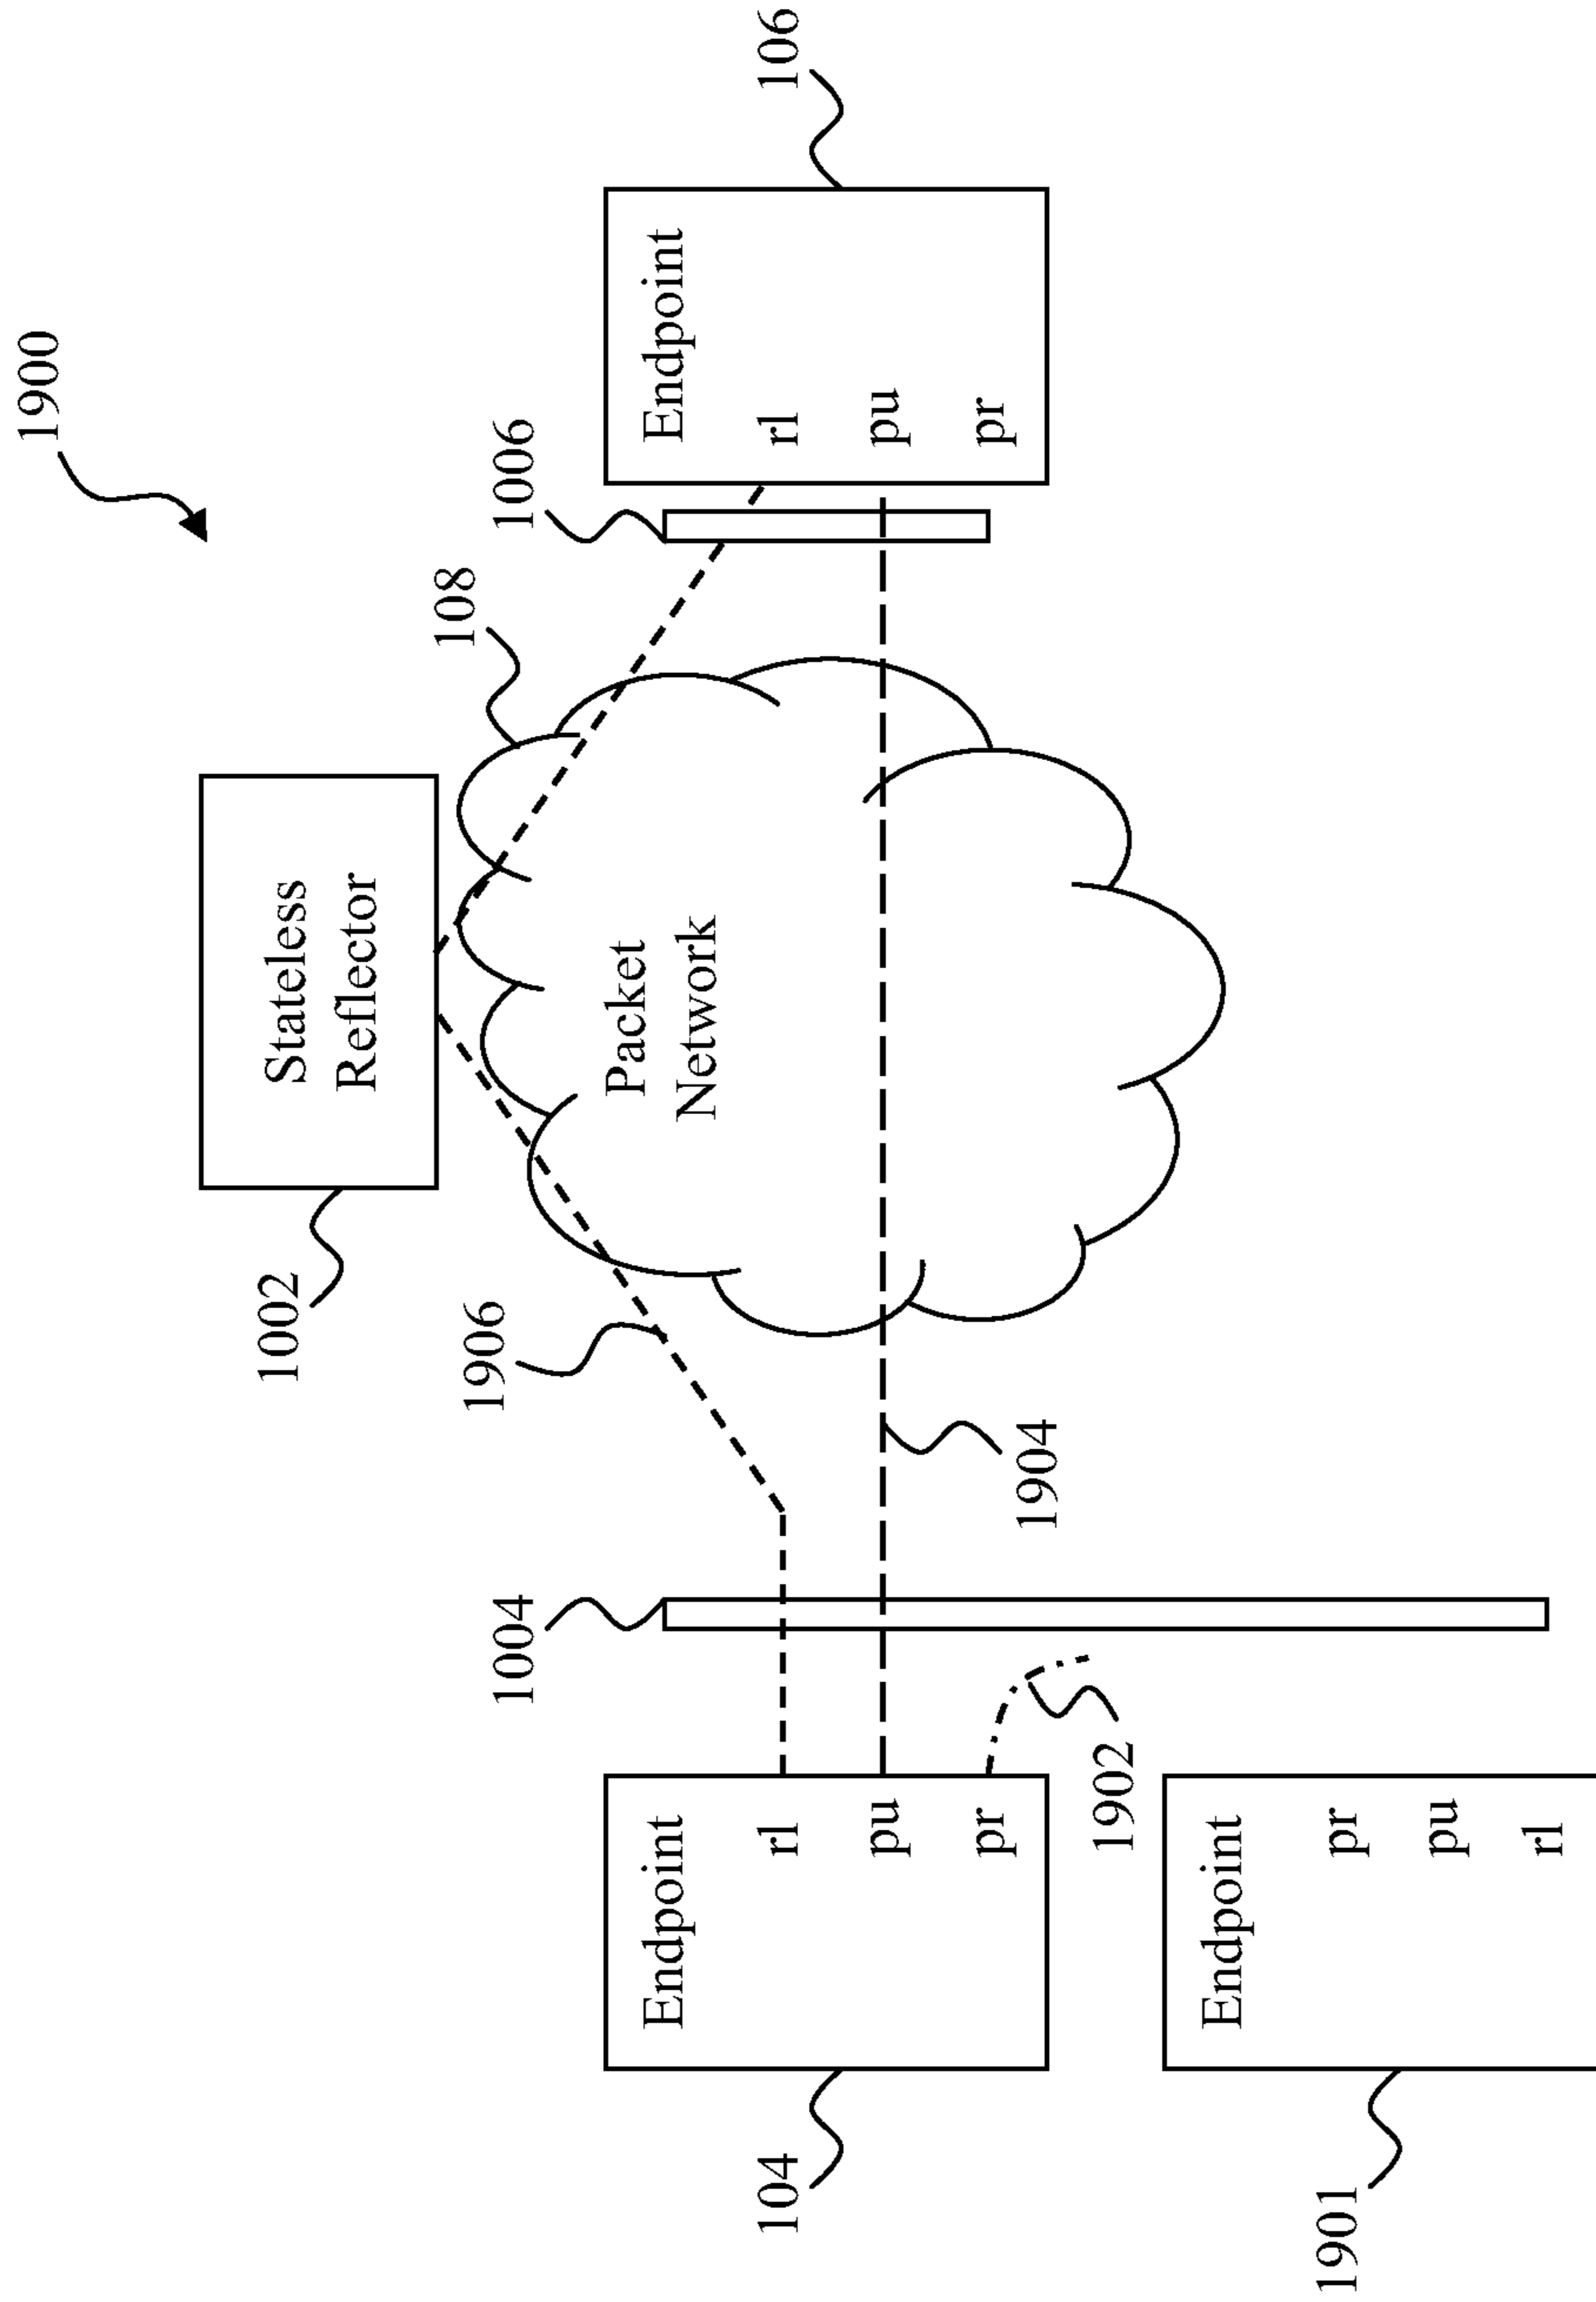 1900
Stateless
Reflector
1002
108
1906
1004
1006
Packet
Network
Endpoint
rl
pu
pr
104
Endpoint
rl
pu
pr
106
1904
1902
Endpoint
pr
pu
rl
1901